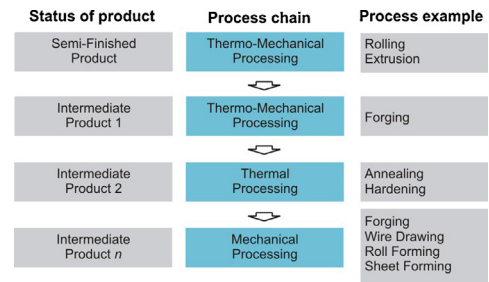 Status of product
Process chain
Process example
Semi-Finished
Product
Thermo-Mechanical
Processing
Rolling
Extrusion
Intermediate
Product 1
Thermo-Mechanical
Processing
Forging
Intermediate
Product 2
Thermal
Processing
Annealing
Hardening
Intermediate
Product n
Mechanical
Processing
Forging
Wire Drawing
Roll Forming
Sheet Forming